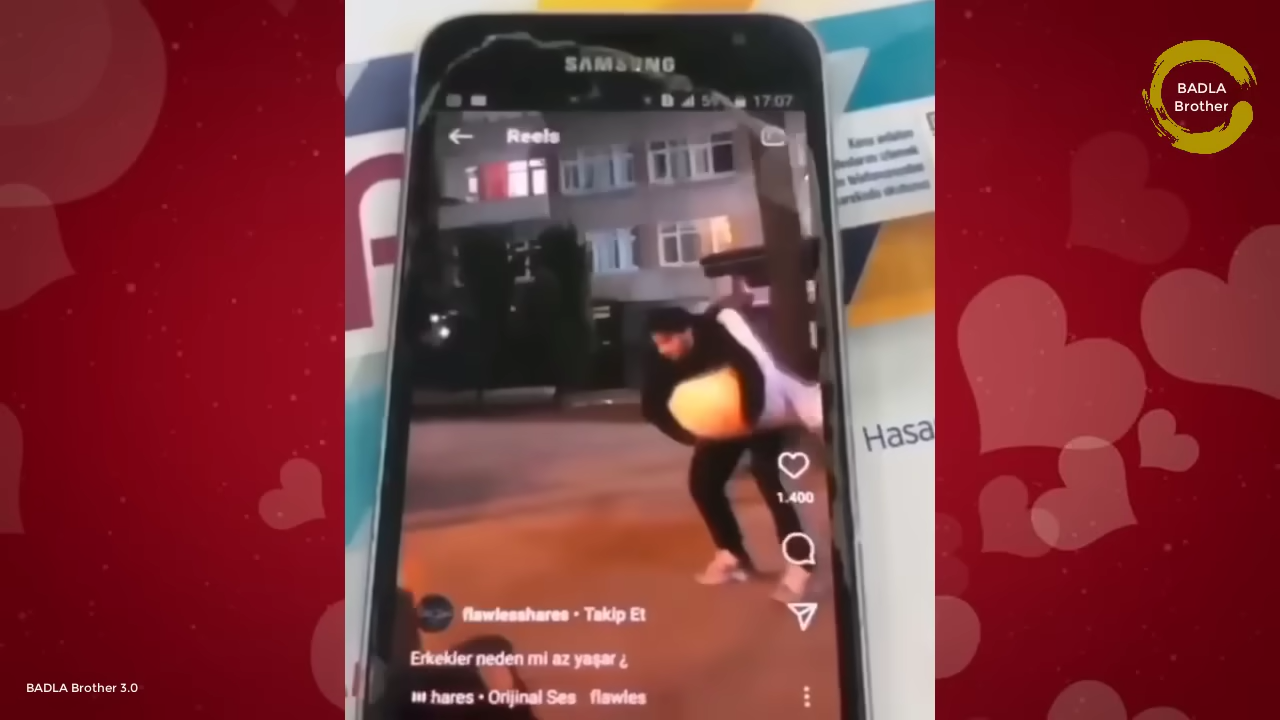 BADLA
Brother
SAMSUNG
17:07
Reels
Hasa
1.400
flawlesshares • Takip Et
Erkekler neden mi az yaşar ¿
hares • Orijinal Ses flawles
BADLA Brother 3.0